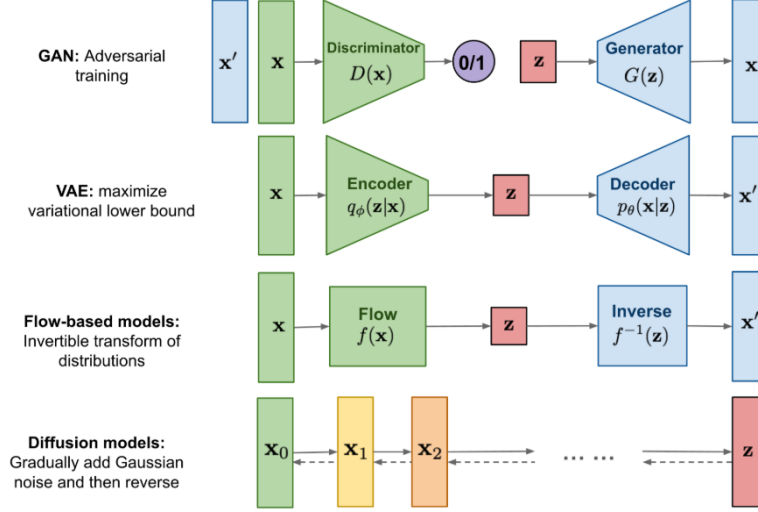 GAN: Adversarial
training
x′
x
Discriminator
D(x)
0/1
z
Generator
G(z)
x
VAE: maximize
variational lower bound
x
Encoder
qϕ(z|x)
z
Decoder
pθ(x|z)
x′
Flow-based models:
Invertible transform of
distributions
x
Flow
f(x)
z
Inverse
f⁻¹(z)
x′
Diffusion models:
Gradually add Gaussian
noise and then reverse
x₀
x₁
x₂
... ...
z